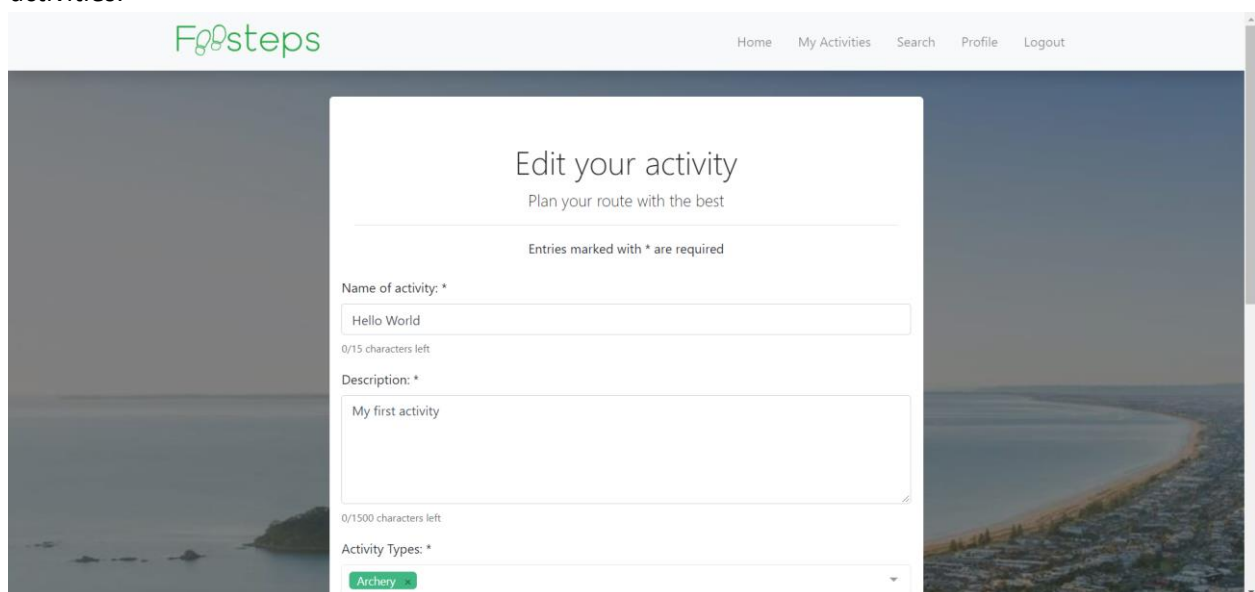 activities.
Footsteps
Home My Activities Search Profile Logout
Edit your activity
Plan your route with the best
Entries marked with * are required
Name of activity: *
Hello World
0/15 characters left
Description: *
My first activity
0/1500 characters left
Activity Types: *
Archery ×